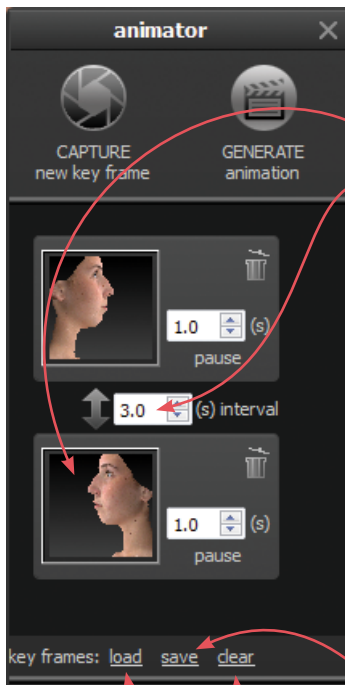 animator
CAPTURE GENERATE
new key frame animation
1.0 (s)
pause
3.0 (s) interval
1.0 (s)
pause
key frames: load save clear